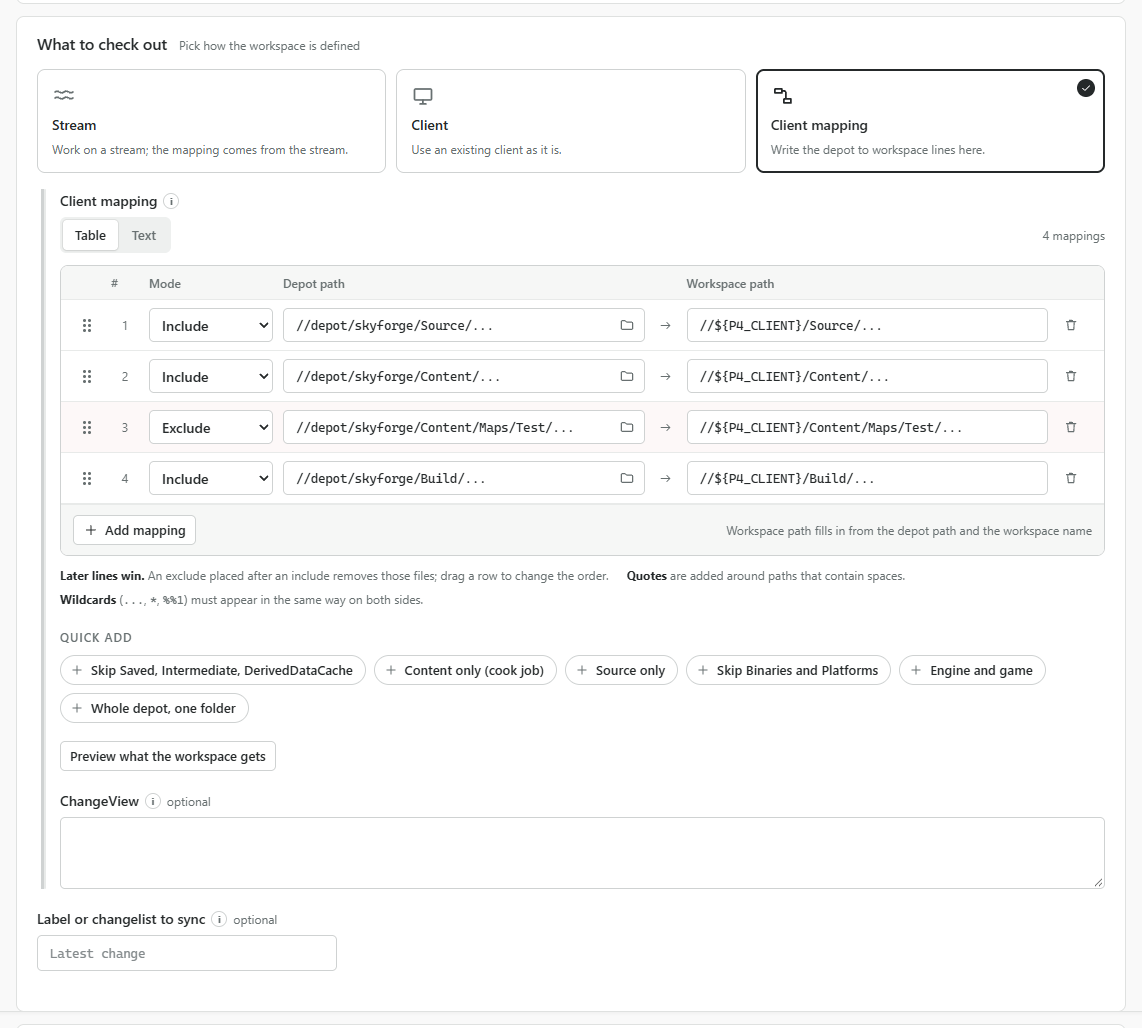 What to check out Pick how the workspace is defined
Stream
Work on a stream; the mapping comes from the stream.
Client
Use an existing client as it is.
Client mapping
Write the depot to workspace lines here.
Client mapping i
Table Text
4 mappings
# Mode Depot path Workspace path
1 Include //depot/skyforge/Source/... → //${P4_CLIENT}/Source/...
2 Include //depot/skyforge/Content/... → //${P4_CLIENT}/Content/...
3 Exclude //depot/skyforge/Content/Maps/Test/... → //${P4_CLIENT}/Content/Maps/Test/...
4 Include //depot/skyforge/Build/... → //${P4_CLIENT}/Build/...
+ Add mapping Workspace path fills in from the depot path and the workspace name
Later lines win. An exclude placed after an include removes those files; drag a row to change the order. Quotes are added around paths that contain spaces.
Wildcards (..., *, %%1) must appear in the same way on both sides.
QUICK ADD
+ Skip Saved, Intermediate, DerivedDataCache + Content only (cook job) + Source only + Skip Binaries and Platforms + Engine and game
+ Whole depot, one folder
Preview what the workspace gets
ChangeView i optional
Label or changelist to sync i optional
Latest change